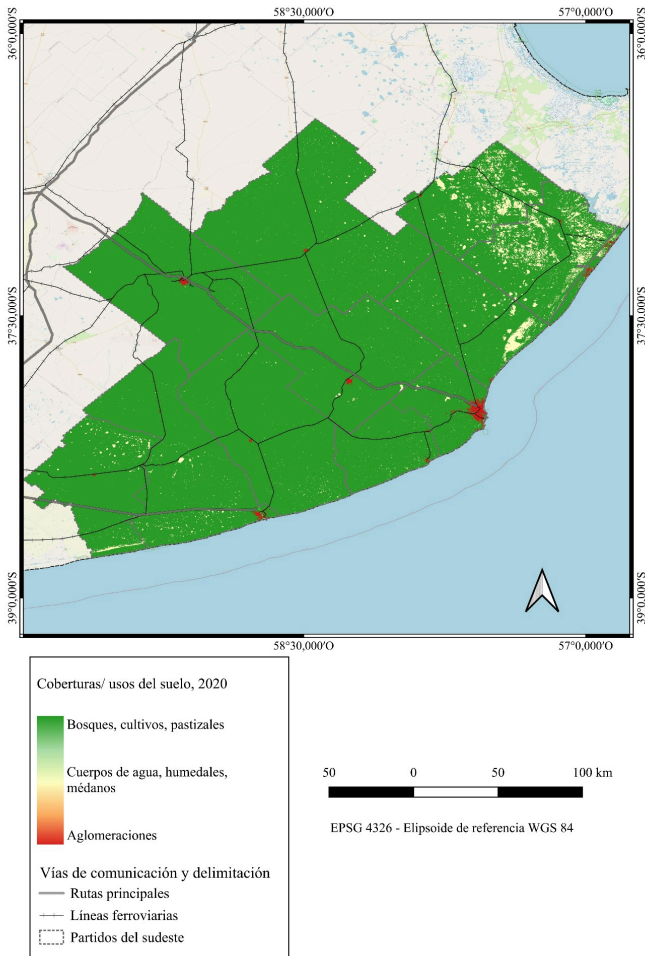 58°30,000′O 57°0,000′O
36°0,000′S 36°0,000′S
37°30,000′S 37°30,000′S
39°0,000′S 39°0,000′S
58°30,000′O 57°0,000′O
Coberturas/ usos del suelo, 2020
Bosques, cultivos, pastizales
Cuerpos de agua, humedales,
médanos
Aglomeraciones
Vías de comunicación y delimitación
Rutas principales
Líneas ferroviarias
Partidos del sudeste
50 0 50 100 km
EPSG 4326 - Elipsoide de referencia WGS 84